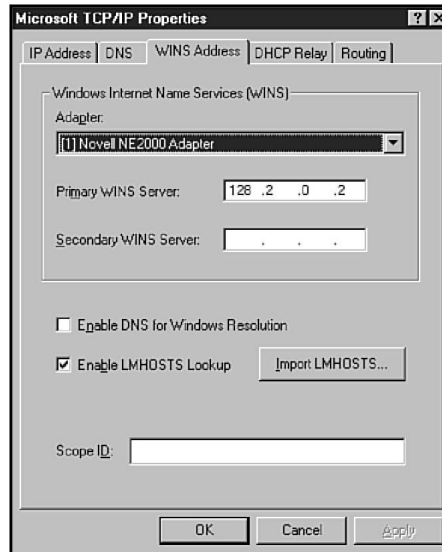 Microsoft TCP/IP Properties
IP Address DNS WINS Address DHCP Relay Routing
Windows Internet Name Services (WINS)
Adapter:
[1] Novell NE2000 Adapter
Primary WINS Server: 128 .2 .0 .2
Secondary WINS Server: . . .
Enable DNS for Windows Resolution
Enable LMHOSTS Lookup Import LMHOSTS...
Scope ID:
OK Cancel Apply